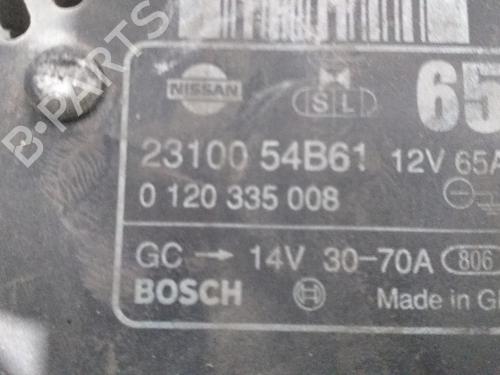 B-PARTS
NISSAN
SL
65
23100 54B61 12V 65A
0 120 335 008
GC → 14V 30-70A 806
BOSCH
Made in G